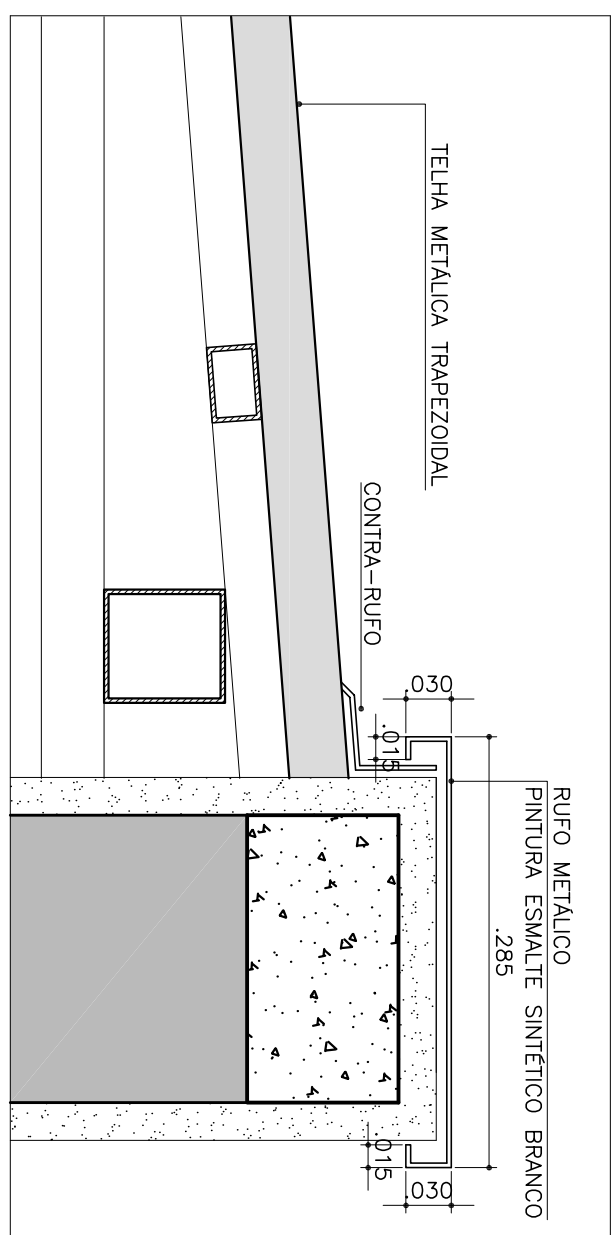 TELHA METÁLICA TRAPEZOIDAL
CONTRA-RUFO
.030
.015
RUFO METÁLICO
PINTURA ESMALTE SINTÉTICO BRANCO
.285
.015
.030